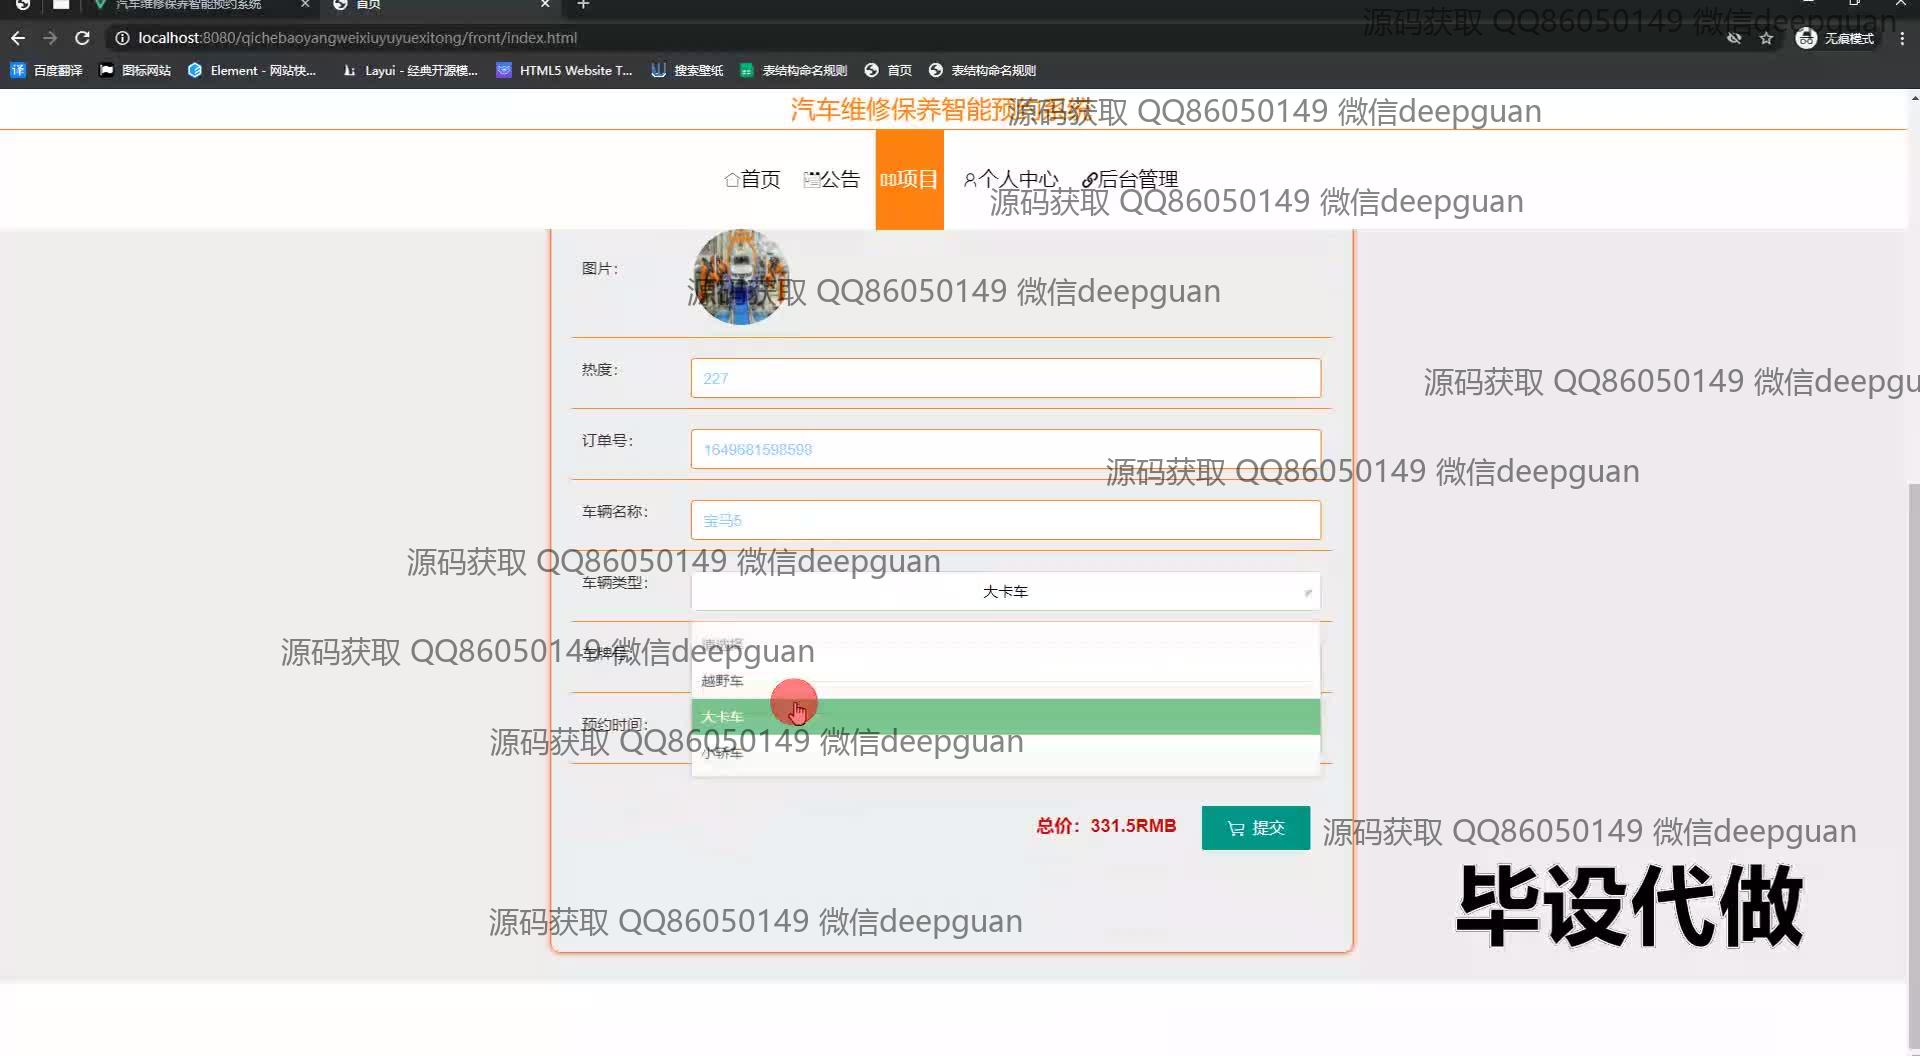 汽车维修保养智能预约系统
首页
localhost:8080/qichebaoyangweixiuyuyuexitong/front/index.html
无痕模式
源码获取 QQ86050149 微信deepguan
百度翻译
图标网站
Element - 网站快...
Layui - 经典开源模...
HTML5 Website T...
搜索壁纸
表结构命名规则
首页
表结构命名规则
汽车维修保养智能预约系统
源码获取 QQ86050149 微信deepguan
首页
公告
项目
个人中心
后台管理
源码获取 QQ86050149 微信deepguan
图片:
源码获取 QQ86050149 微信deepguan
热度:
227
源码获取 QQ86050149 微信deepgu
订单号:
1649681598598
源码获取 QQ86050149 微信deepguan
车辆名称:
宝马5
源码获取 QQ86050149 微信deepguan
车辆类型:
大卡车
请选择
源码获取 QQ86050149 微信deepguan
车牌号:
越野车
大卡车
预约时间:
源码获取 QQ86050149 微信deepguan
小轿车
总价: 331.5RMB
提交
源码获取 QQ86050149 微信deepguan
毕设代做
源码获取 QQ86050149 微信deepguan